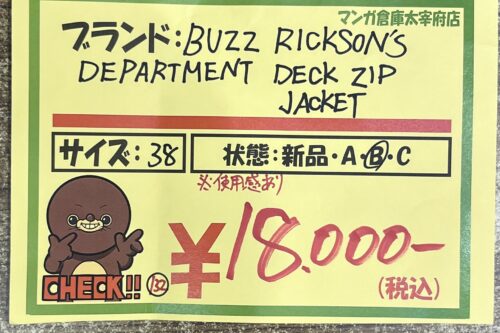 マンガ倉庫太宰府店
ブランド:BUZZ RICKSON'S
DEPARTMENT DECK ZIP
JACKET
サイズ:38
状態:新品・A・B・C
※使用感あり
¥18.000-
(税込)
CHECK!! 132